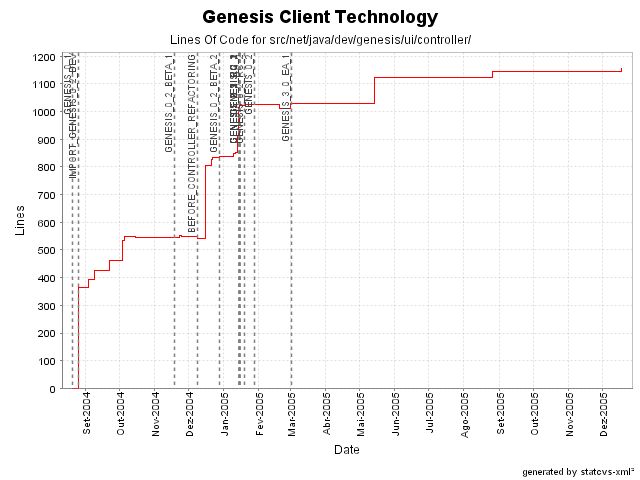 Genesis Client Technology
Lines Of Code for src/net/java/dev/genesis/ui/controller/
Lines
1200
1100
1000
900
800
700
600
500
400
300
200
100
0
GENESIS_0_2_BETA_1
BEFORE_CONTROLLER_REFACTORING
GENESIS_0_2_BETA_2
GENESIS_0_2
GENESIS_3_0_EA_1
Set-2004
Out-2004
Nov-2004
Dez-2004
Jan-2005
Fev-2005
Mar-2005
Abr-2005
Mai-2005
Jun-2005
Jul-2005
Ago-2005
Set-2005
Out-2005
Nov-2005
Dez-2005
Date
generated by statcvs-xml²